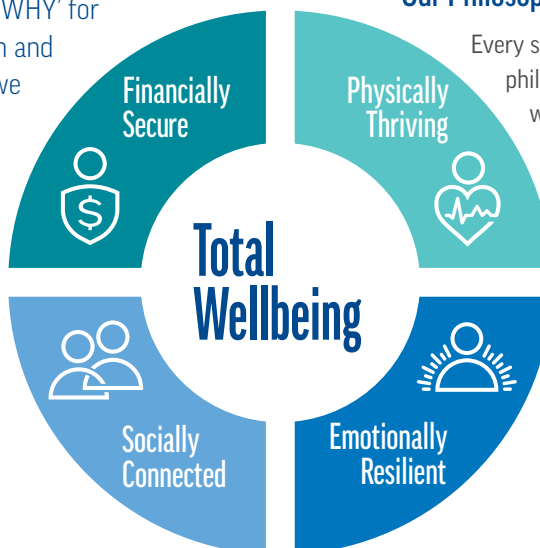 WHY’ for
n and
ve
Every s
phil
w
Financially
Secure
$
Physically
Thriving
Total
Wellbeing
Socially
Connected
Emotionally
Resilient